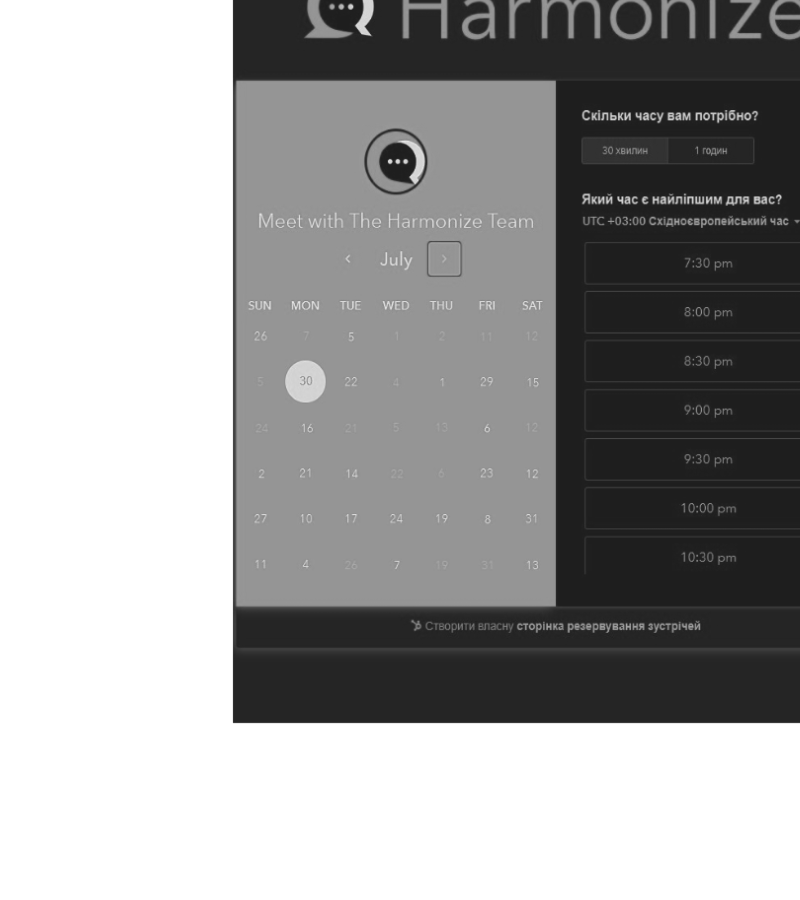 Harmonize
Meet with The Harmonize Team
July
SUN MON TUE WED THU FRI SAT
26 7 5 1 2 11 12
5 30 22 4 1 29 15
24 16 21 5 13 6 12
2 21 14 22 6 23 12
27 10 17 24 19 8 31
11 4 26 7 19 31 13
Скільки часу вам потрібно?
30 хвилин 1 годин
Який час є найліпшим для вас?
UTC +03:00 Східноєвропейський час
7:30 pm
8:00 pm
8:30 pm
9:00 pm
9:30 pm
10:00 pm
10:30 pm
Створити власну сторінка резервування зустрічей